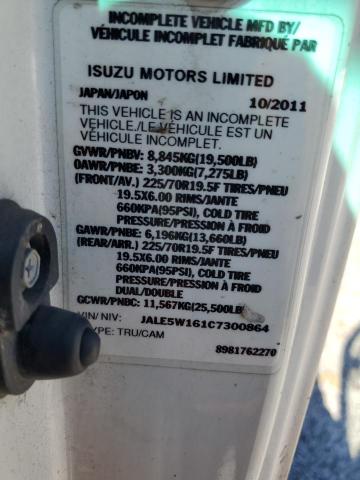 INCOMPLETE VEHICLE MFD BY/
VÉHICULE INCOMPLET FABRIQUÉ PAR
ISUZU MOTORS LIMITED
JAPAN/JAPON 10/2011
THIS VEHICLE IS AN INCOMPLETE
VEHICLE./LE VÉHICULE EST UN
VÉHICULE INCOMPLET.
GVWR/PNBV: 8,845KG(19,500LB)
GAWR/PNBE: 3,300KG(7,275LB)
(FRONT/AV.) 225/70R19.5F TIRES/PNEU
19.5X6.00 RIMS/JANTE
660KPA(95PSI), COLD TIRE
PRESSURE/PRESSION À FROID
GAWR/PNBE: 6,196KG(13,660LB)
(REAR/ARR.) 225/70R19.5F TIRES/PNEU
19.5X6.00 RIMS/JANTE
660KPA(95PSI), COLD TIRE
PRESSURE/PRESSION À FROID
DUAL/DOUBLE
GCWR/PNBC: 11,567KG(25,500LB)
VIN/ NIV: JALE5W161C7300864
TYPE: TRU/CAM
8981762270